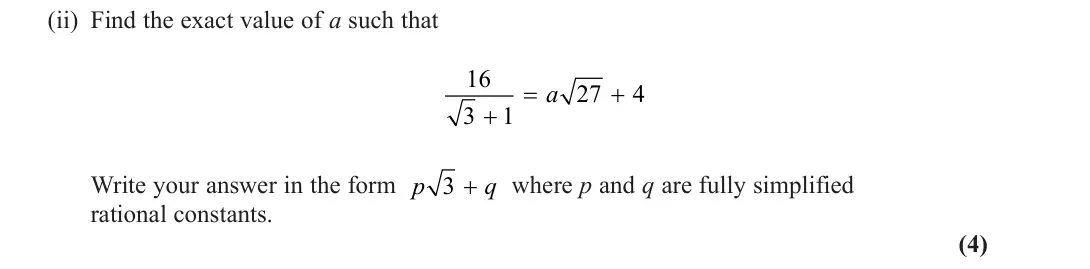 (ii) Find the exact value of a such that
16
――― = a√27 + 4
√3 + 1
Write your answer in the form p√3 + q where p and q are fully simplified
rational constants.
(4)